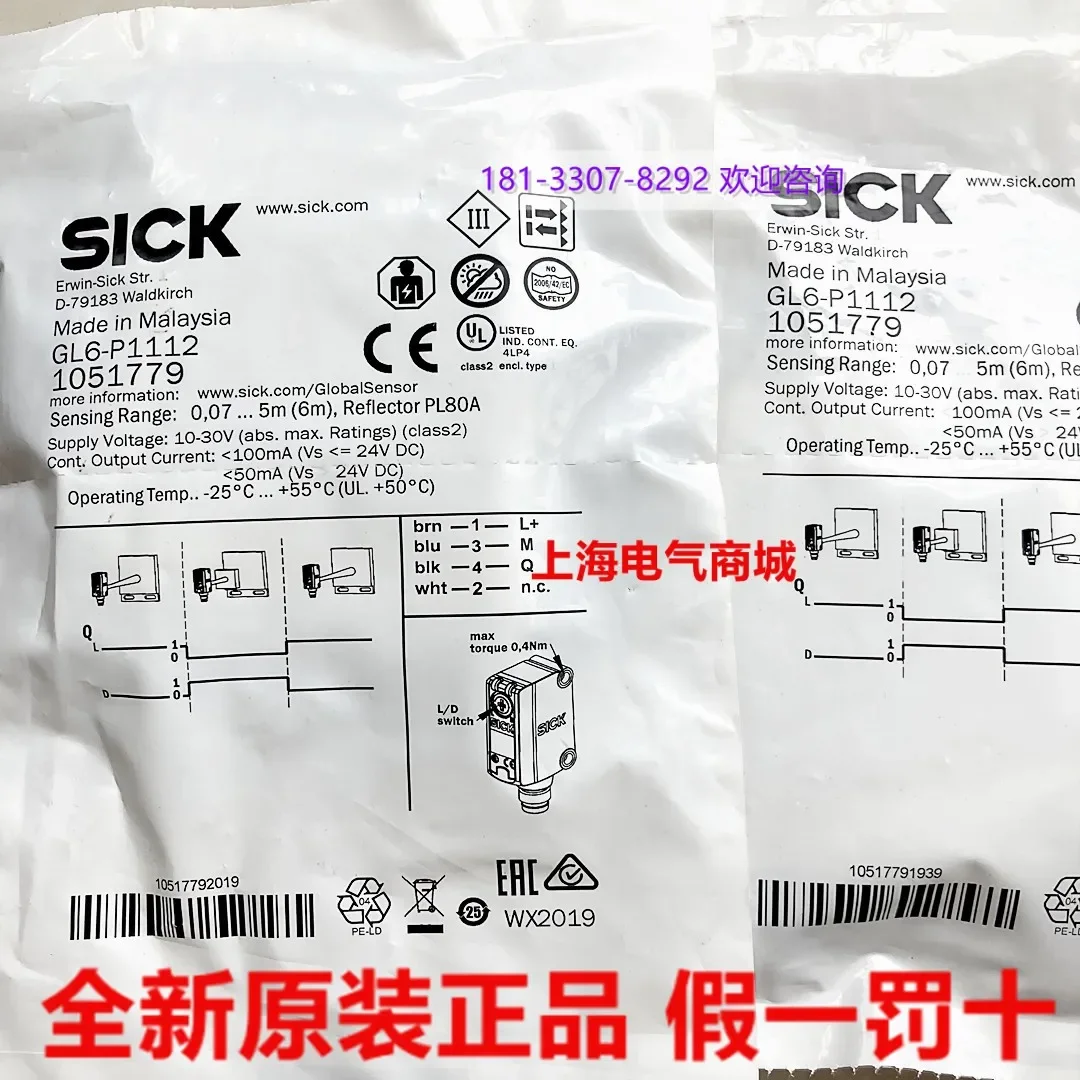 181-3307-8292 欢迎咨询
SICK www.sick.com
Erwin-Sick Str.
D-79183 Waldkirch
Made in Malaysia
GL6-P1112
1051779
more information: www.sick.com/GlobalSensor
Sensing Range: 0,07 ... 5m (6m), Reflector PL80A
Supply Voltage: 10-30V (abs. max. Ratings) (class2)
Cont. Output Current: <100mA (Vs <= 24V DC)
<50mA (Vs > 24V DC)
Operating Temp.. -25°C ... +55°C (UL. +50°C)
III
NO
2006/42/EC
SAFETY
CE
UL LISTED
IND. CONT. EQ.
4LP4
class2 encl. type
brn 1 L+
blu 3 M
blk 4 Q
wht 2 n.c.
上海电气商城
Q
L 1
0
D 1
0
max
torque 0,4Nm
L/D
switch
SICK
SICK
EAC
25
WX2019
10517792019
04
PE-LD
SICK www.sick.com
Erwin-Sick Str.
D-79183 Waldkirch
Made in Malaysia
GL6-P1112
1051779
more information: www.sick.com/Global
Sensing Range: 0,07 5m (6m), Re
Supply Voltage: 10-30V (abs. max. Rati
Cont. Output Current: 100mA (Vs <= 2
<50mA (Vs 24V
Operating Temp.. -25°C ... +55°C (UL
Q
L 1
0
D 1
0
10517791939
04
PE-LD
全新原装正品 假一罚十